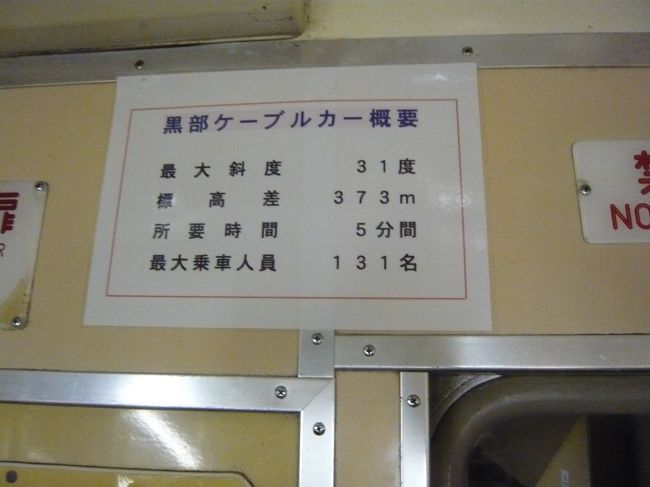 黒部ケーブルカー概要
最大斜度 31度
標高差 373m
所要時間 5分間
最大乗車人員 131名
扉
R
禁
NO